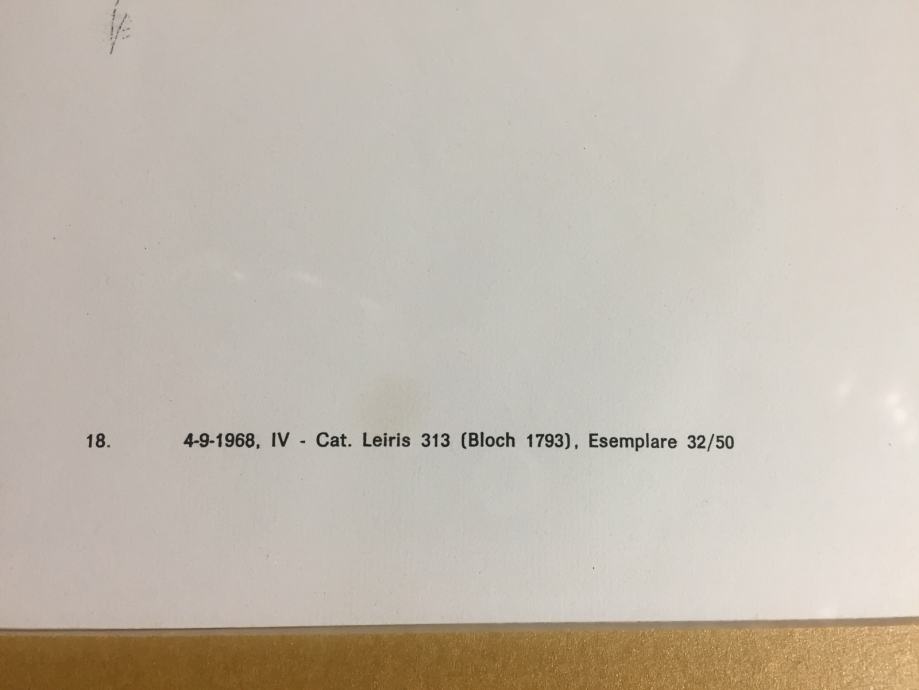 18. 4-9-1968, IV - Cat. Leiris 313 (Bloch 1793), Esemplare 32/50